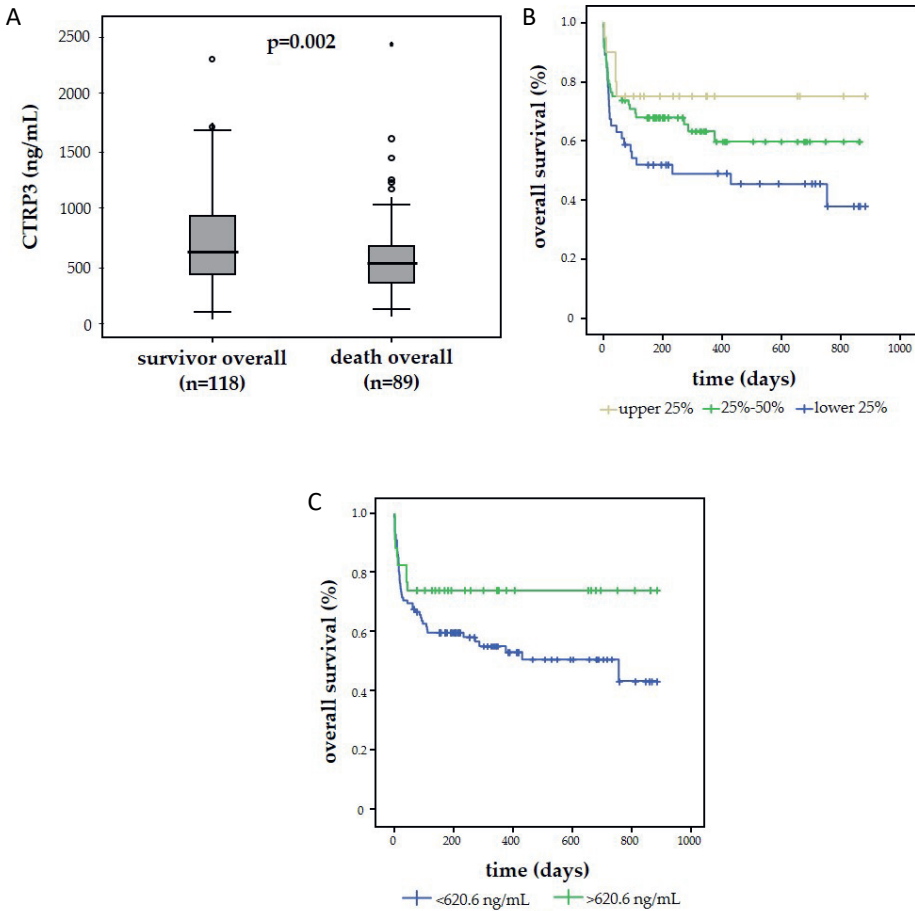 A
p=0.002
CTRP3 (ng/mL)
2500
2000
1500
1000
500
0
survivor overall
(n=118)
death overall
(n=89)
B
overall survival (%)
1.0
0.8
0.6
0.4
0.2
0
0 200 400 600 800 1000
time (days)
upper 25% 25%-50% lower 25%
C
overall survival (%)
1.0
0.8
0.6
0.4
0.2
0
0 200 400 600 800 1000
time (days)
<620.6 ng/mL >620.6 ng/mL